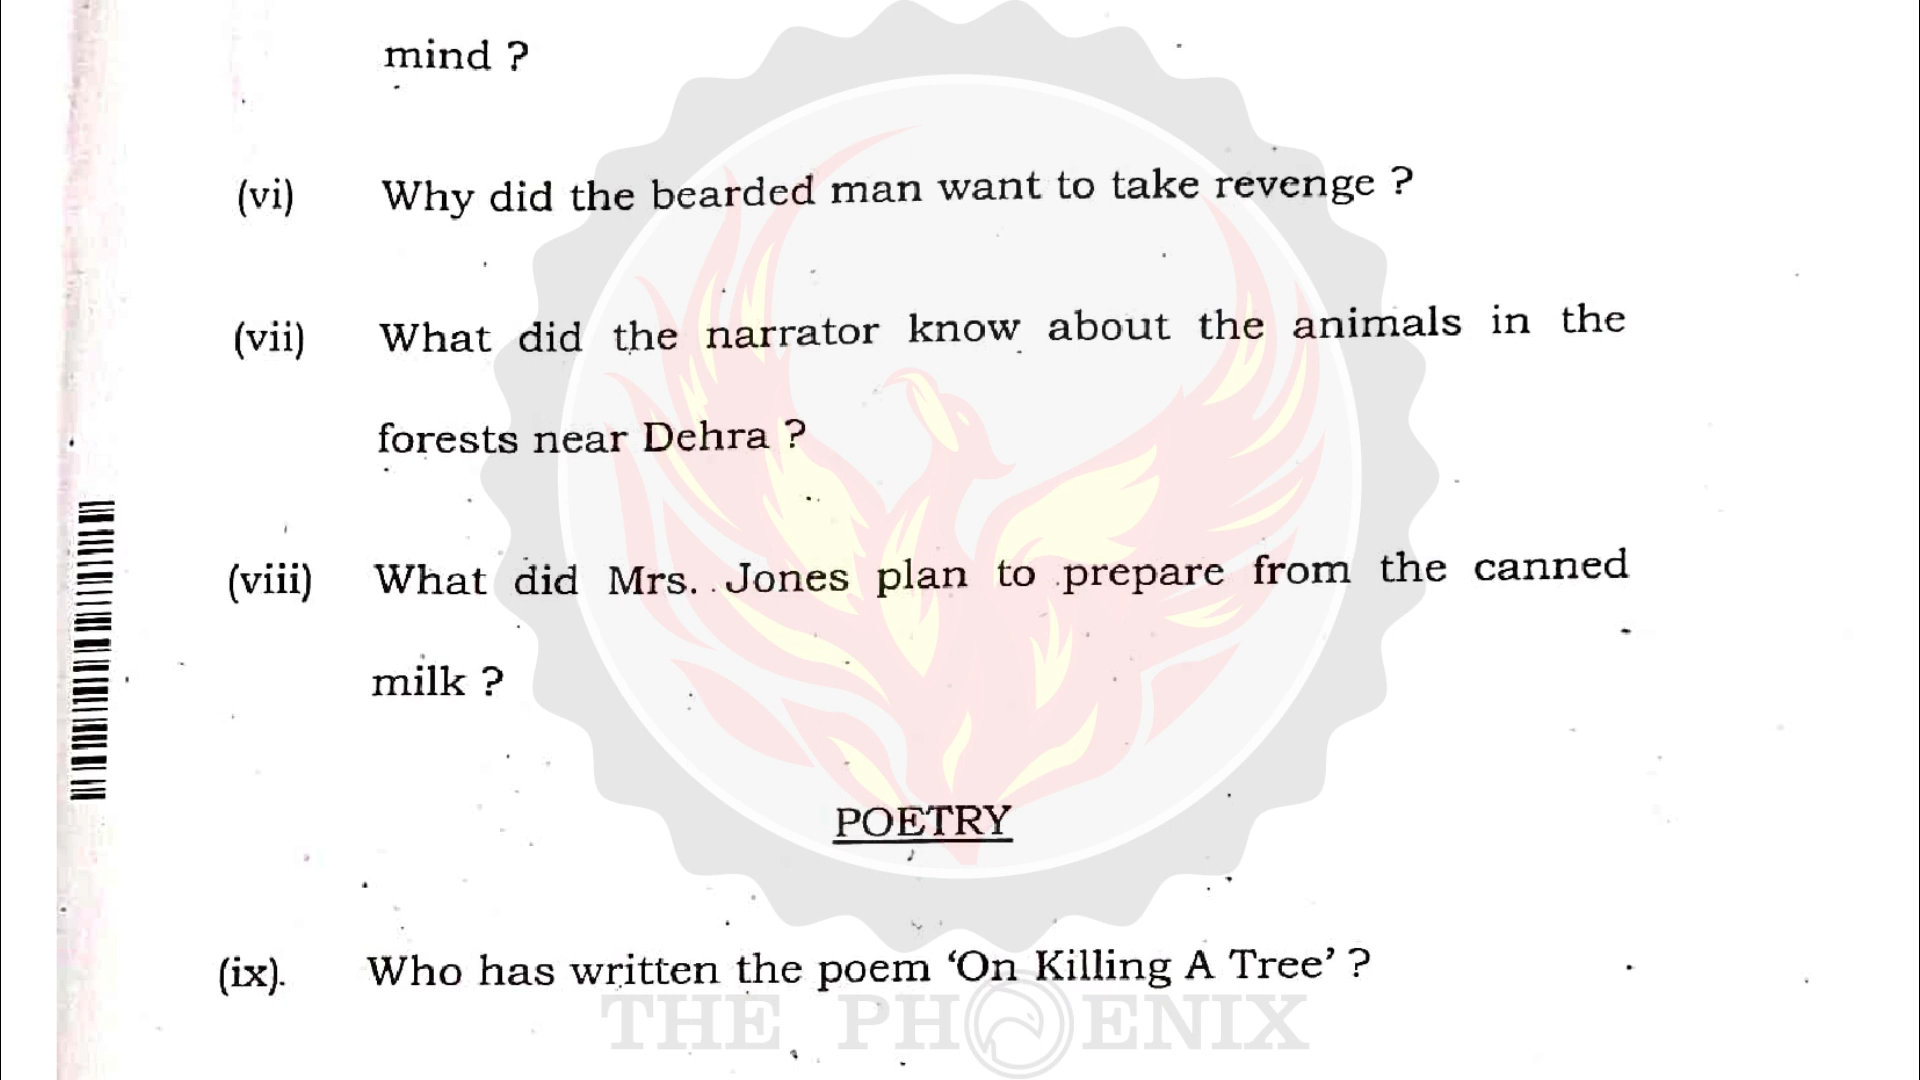 mind ?
(vi) Why did the bearded man want to take revenge ?
(vii) What did the narrator know about the animals in the
forests near Dehra ?
(viii) What did Mrs. Jones plan to prepare from the canned
milk ?
POETRY
(ix). Who has written the poem ‘On Killing A Tree’ ?
THE PHOENIX